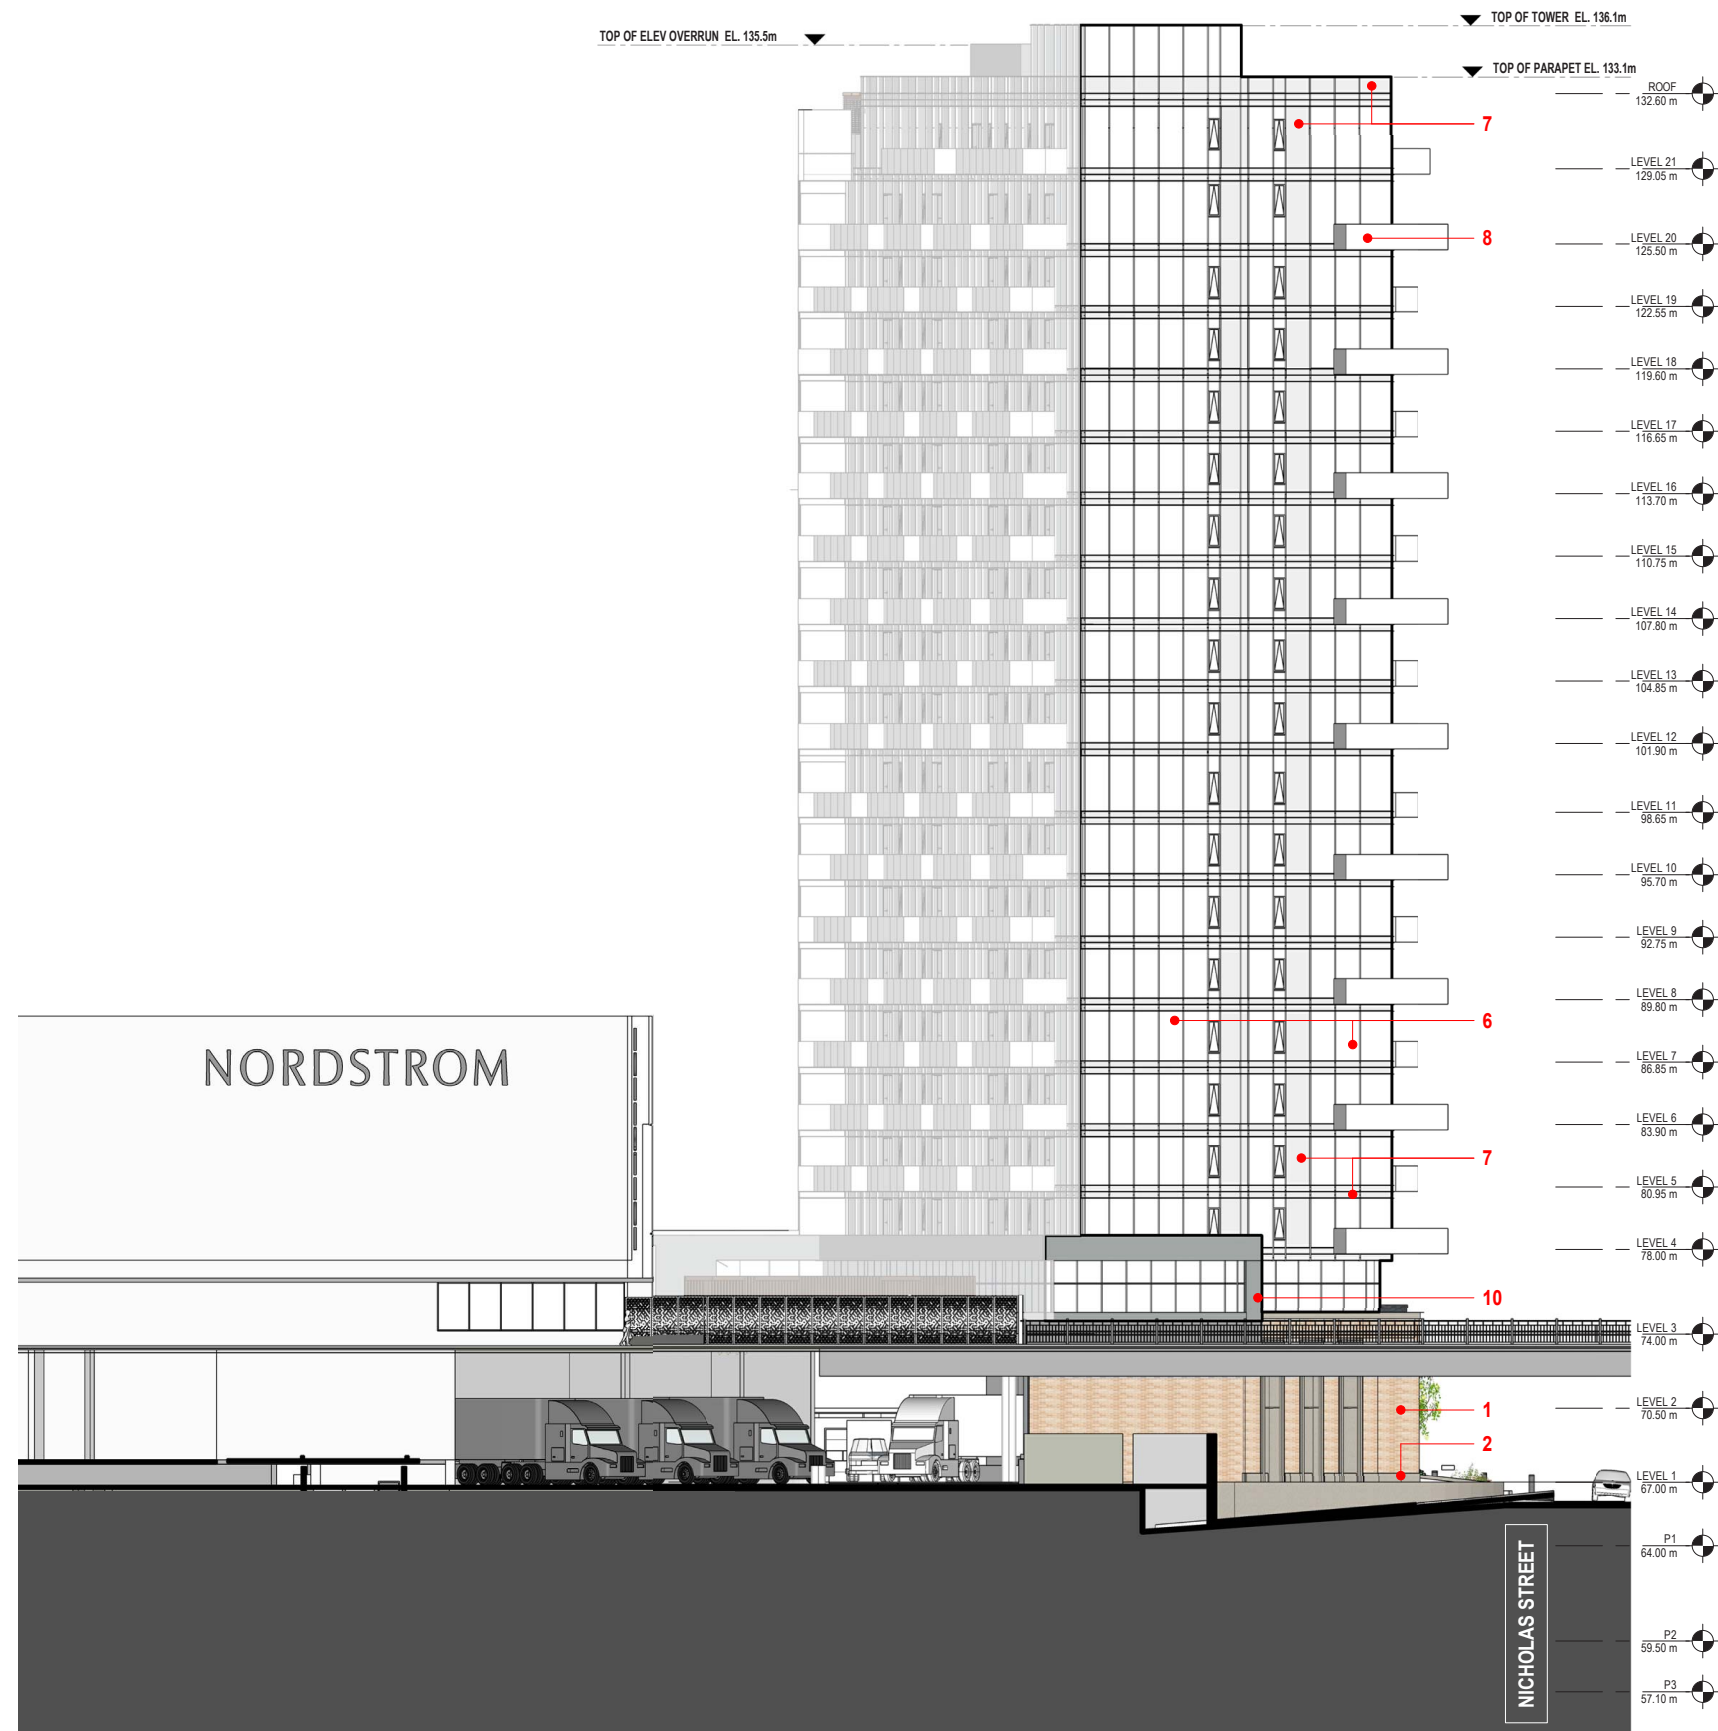 TOP OF TOWER EL. 136.1m
TOP OF ELEV OVERRUN EL. 135.5m
TOP OF PARAPET EL. 133.1m
ROOF
132.60 m
7
LEVEL 21
129.05 m
8
LEVEL 20
125.50 m
LEVEL 19
122.55 m
LEVEL 18
119.60 m
LEVEL 17
116.65 m
LEVEL 16
113.70 m
LEVEL 15
110.75 m
LEVEL 14
107.80 m
LEVEL 13
104.85 m
LEVEL 12
101.90 m
LEVEL 11
98.65 m
LEVEL 10
95.70 m
LEVEL 9
92.75 m
LEVEL 8
89.80 m
6
NORDSTROM
LEVEL 7
86.85 m
LEVEL 6
83.90 m
7
LEVEL 5
80.95 m
LEVEL 4
78.00 m
10
LEVEL 3
74.00 m
LEVEL 2
70.50 m
1
2
LEVEL 1
67.00 m
P1
64.00 m
NICHOLAS STREET
P2
59.50 m
P3
57.10 m